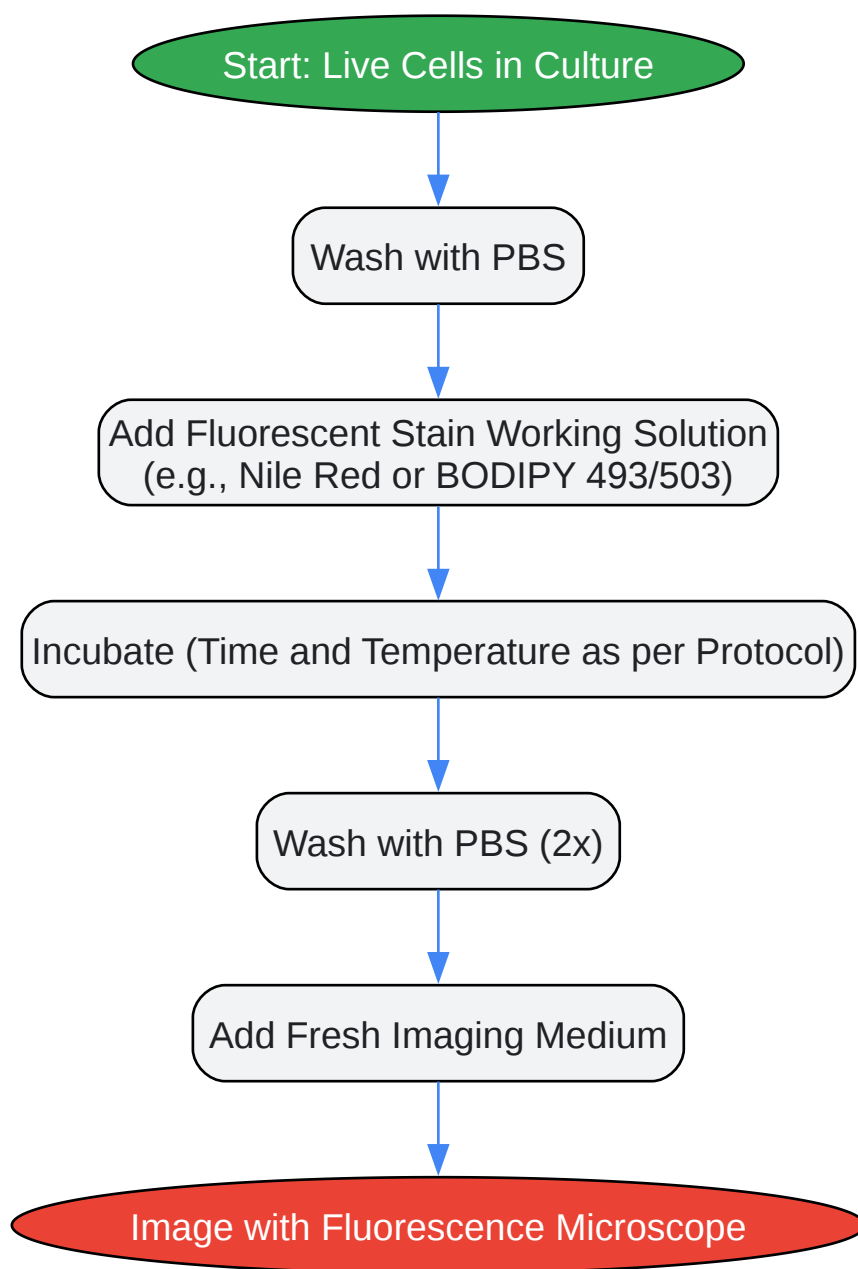 Start: Live Cells in Culture
Wash with PBS
Add Fluorescent Stain Working Solution
(e.g., Nile Red or BODIPY 493/503)
Incubate (Time and Temperature as per Protocol)
Wash with PBS (2x)
Add Fresh Imaging Medium
Image with Fluorescence Microscope